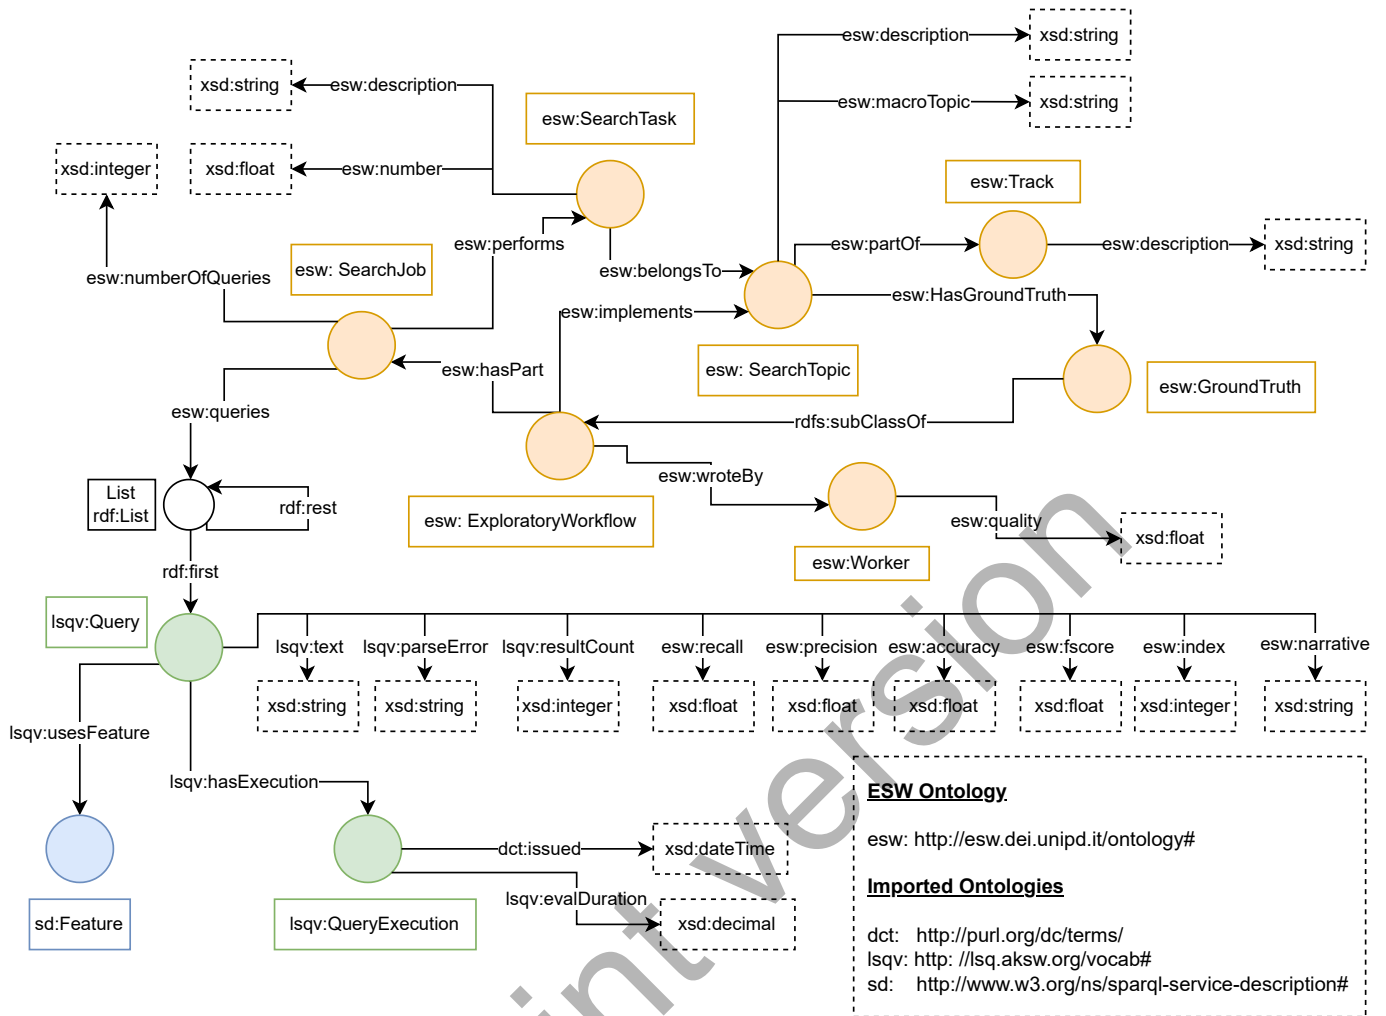 esw:description
xsd:string
xsd:string
esw:description
esw:macroTopic
xsd:string
esw:SearchTask
xsd:integer
xsd:float
esw:number
esw:Track
esw:performs
esw:partOf
esw:description
xsd:string
esw: SearchJob
esw:belongsTo
esw:numberOfQueries
esw:HasGroundTruth
esw:implements
esw:hasPart
esw: SearchTopic
esw:GroundTruth
esw:queries
rdfs:subClassOf
esw:wroteBy
List
rdf:List
rdf:rest
esw: ExploratoryWorkflow
esw:quality
xsd:float
esw:Worker
rdf:first
lsqv:Query
lsqv:text
lsqv:parseError
lsqv:resultCount
esw:recall
esw:precision
esw:accuracy
esw:fscore
esw:index
esw:narrative
xsd:string
xsd:string
xsd:integer
xsd:float
xsd:float
xsd:float
xsd:float
xsd:integer
xsd:string
lsqv:usesFeature
lsqv:hasExecution
dct:issued
xsd:dateTime
lsqv:evalDuration
xsd:decimal
sd:Feature
lsqv:QueryExecution
ESW Ontology
esw: http://esw.dei.unipd.it/ontology#
Imported Ontologies
dct: http://purl.org/dc/terms/
lsqv: http: //lsq.aksw.org/vocab#
sd: http://www.w3.org/ns/sparql-service-description#
int version